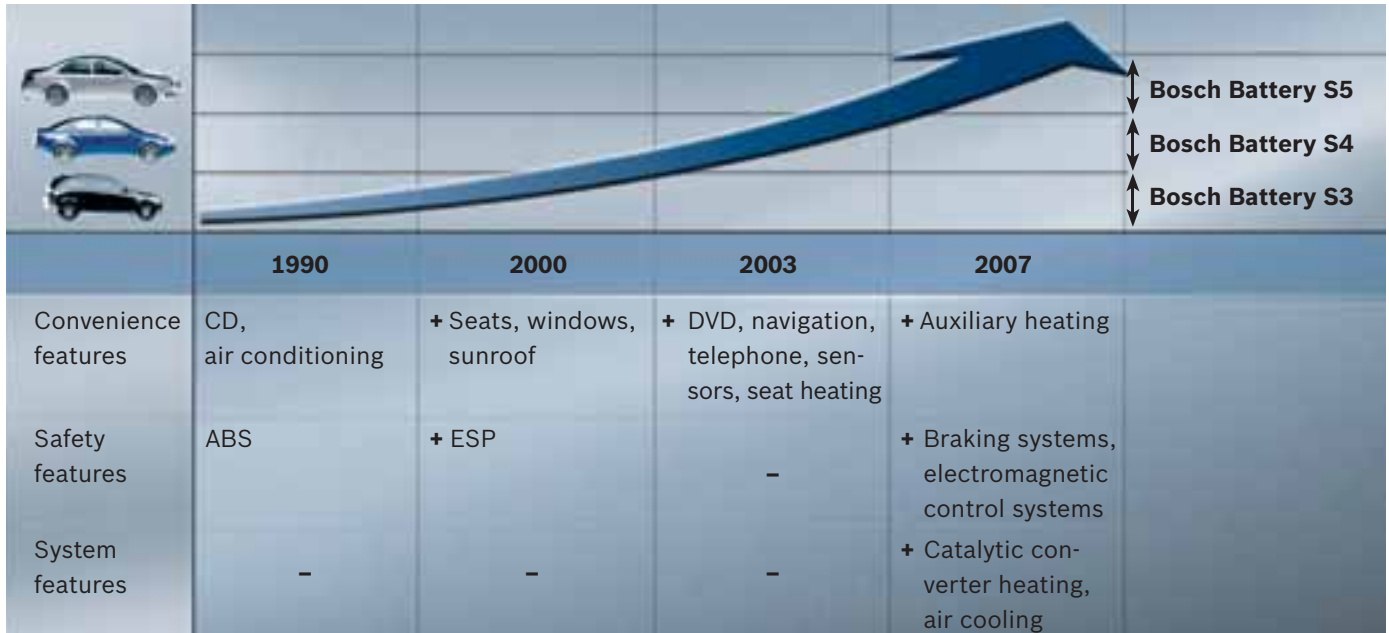 Bosch Battery S5
Bosch Battery S4
Bosch Battery S3
1990 2000 2003 2007
Convenience features
CD,
air conditioning
+ Seats, windows,
sunroof
+ DVD, navigation,
telephone, sen-
sors, seat heating
+ Auxiliary heating
Safety
features
ABS
+ ESP
–
+ Braking systems,
electromagnetic
control systems
System
features
–
–
–
+ Catalytic con-
verter heating,
air cooling